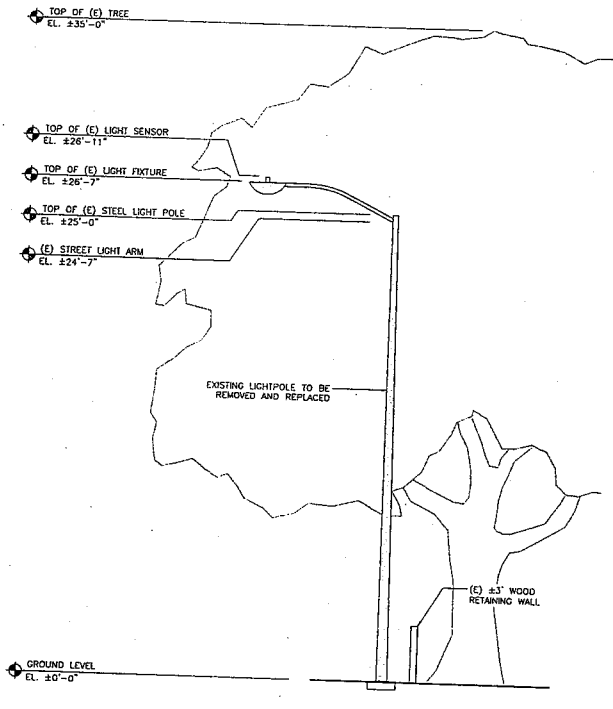 TOP OF (E) TREE
EL. ±35'-0"
TOP OF (E) LIGHT SENSOR
EL. ±26'-11"
TOP OF (E) LIGHT FIXTURE
EL. ±26'-7"
TOP OF (E) STEEL LIGHT POLE
EL. ±25'-0"
(E) STREET LIGHT ARM
EL. ±24'-7"
EXISTING LIGHTPOLE TO BE
REMOVED AND REPLACED
(E) ±3' WOOD
RETAINING WALL
GROUND LEVEL
EL. ±0'-0"